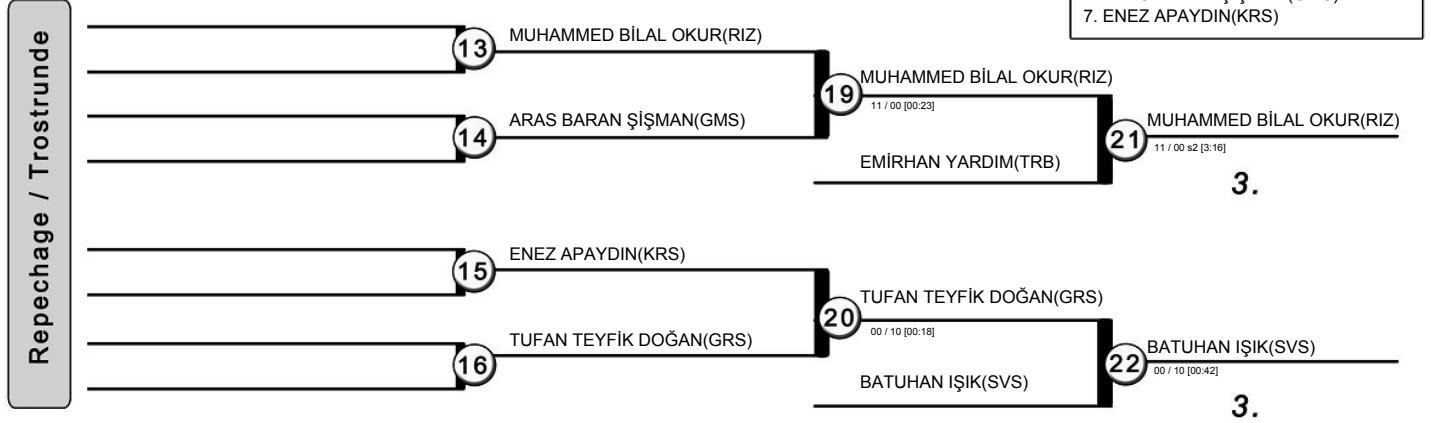 7. ENEZ APAYDIN(KRS)
Repechage / Trostrunde
13
MUHAMMED BİLAL OKUR(RIZ)
14
ARAS BARAN ŞİŞMAN(GMS)
19
MUHAMMED BİLAL OKUR(RIZ)
11 / 00 [00:23]
EMİRHAN YARDIM(TRB)
21
MUHAMMED BİLAL OKUR(RIZ)
11 / 00 s2 [3:16]
3.
15
ENEZ APAYDIN(KRS)
16
TUFAN TEYFİK DOĞAN(GRS)
20
TUFAN TEYFİK DOĞAN(GRS)
00 / 10 [00:18]
BATUHAN IŞIK(SVS)
22
BATUHAN IŞIK(SVS)
00 / 10 [00:42]
3.